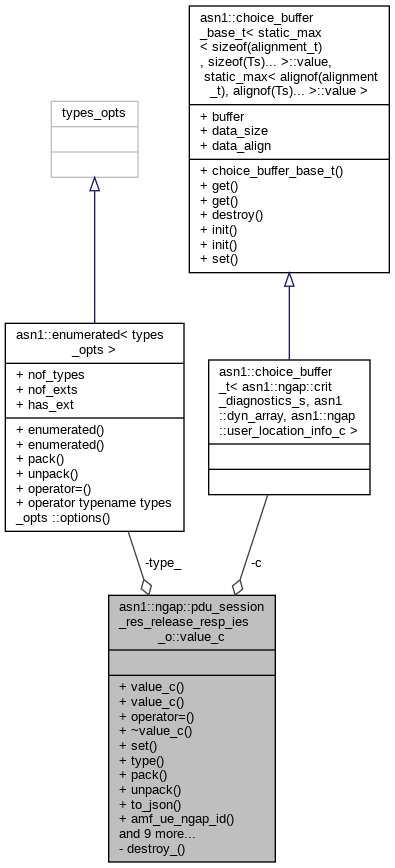 asn1::choice_buffer
_base_t< static_max
< sizeof(alignment_t)
, sizeof(Ts)... >::value,
static_max< alignof(alignment
_t), alignof(Ts)... >::value >
+ buffer
+ data_size
+ data_align
+ choice_buffer_base_t()
+ get()
+ get()
+ destroy()
+ init()
+ init()
+ set()
types_opts
asn1::enumerated< types
_opts >
+ nof_types
+ nof_exts
+ has_ext
+ enumerated()
+ enumerated()
+ pack()
+ unpack()
+ operator=()
+ operator typename types
_opts ::options()
asn1::choice_buffer
_t< asn1::ngap::crit
_diagnostics_s, asn1
::dyn_array, asn1::ngap
::user_location_info_c >
-type_
-c
asn1::ngap::pdu_session
_res_release_resp_ies
_o::value_c
+ value_c()
+ value_c()
+ operator=()
+ ~value_c()
+ set()
+ type()
+ pack()
+ unpack()
+ to_json()
+ amf_ue_ngap_id()
and 9 more...
- destroy_()